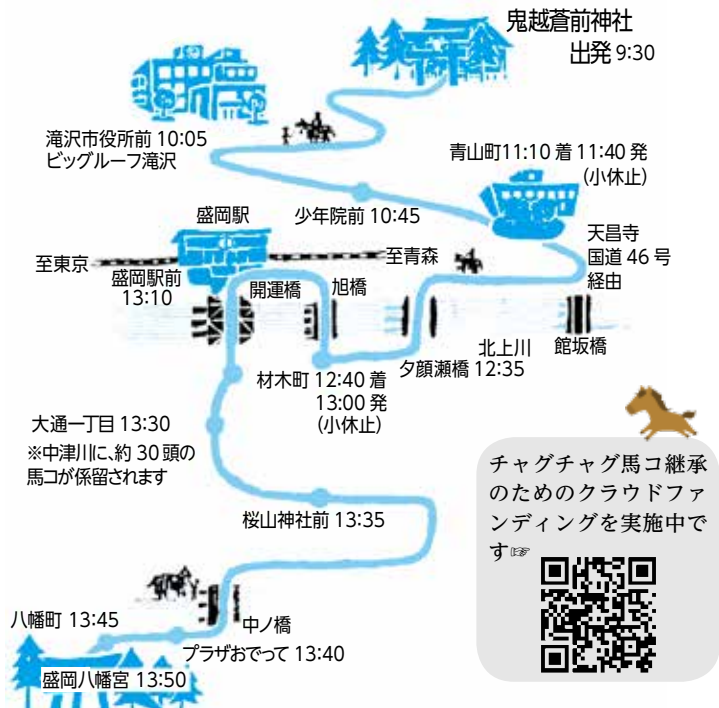 鬼越蒼前神社
出発 9:30
滝沢市役所前 10:05
ビッグルーフ滝沢
青山町11:10 着 11:40 発
(小休止)
少年院前 10:45
盛岡駅
天昌寺
国道 46 号
経由
至東京
至青森
盛岡駅前
13:10
開運橋
旭橋
北上川
館坂橋
夕顔瀬橋 12:35
材木町 12:40 着
13:00 発
(小休止)
大通一丁目 13:30
※中津川に、約 30 頭の
馬コが係留されます
チャグチャグ馬コ継承
のためのクラウドファ
ンディングを実施中で
す☞
桜山神社前 13:35
八幡町 13:45
中ノ橋
プラザおでって 13:40
盛岡八幡宮 13:50